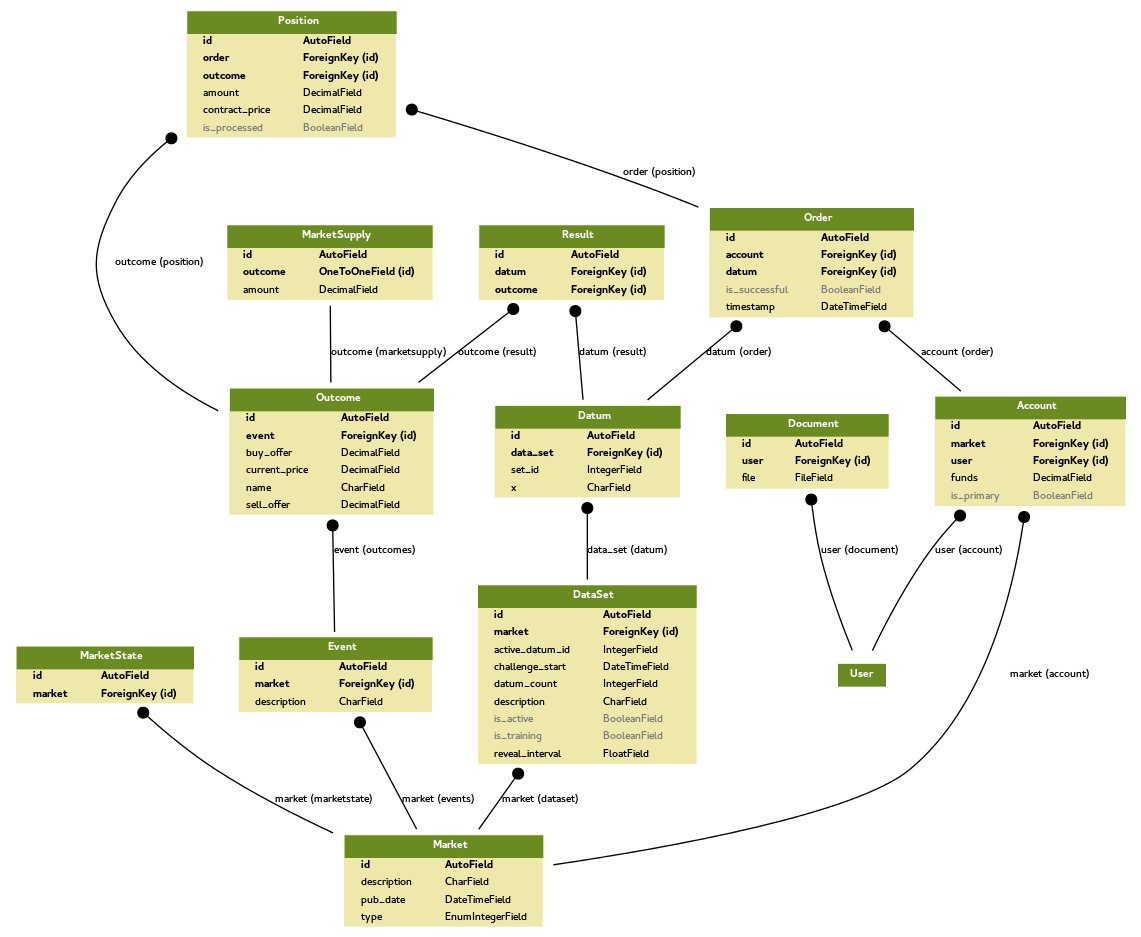 Position
id AutoField
order ForeignKey (id)
outcome ForeignKey (id)
amount DecimalField
contract_price DecimalField
is_processed BooleanField
order (position)
outcome (position)
MarketSupply
id AutoField
outcome OneToOneField (id)
amount DecimalField
Result
id AutoField
datum ForeignKey (id)
outcome ForeignKey (id)
Order
id AutoField
account ForeignKey (id)
datum ForeignKey (id)
is_successful BooleanField
timestamp DateTimeField
outcome (marketsupply)
outcome (result)
datum (result)
datum (order)
account (order)
Outcome
id AutoField
event ForeignKey (id)
buy_offer DecimalField
current_price DecimalField
name CharField
sell_offer DecimalField
Datum
id AutoField
data_set ForeignKey (id)
set_id IntegerField
x CharField
Document
id AutoField
user ForeignKey (id)
file FileField
Account
id AutoField
market ForeignKey (id)
user ForeignKey (id)
funds DecimalField
is_primary BooleanField
event (outcomes)
data_set (datum)
user (document)
user (account)
MarketState
id AutoField
market ForeignKey (id)
Event
id AutoField
market ForeignKey (id)
description CharField
DataSet
id AutoField
market ForeignKey (id)
active_datum_id IntegerField
challenge_start DateTimeField
datum_count IntegerField
description CharField
is_active BooleanField
is_training BooleanField
reveal_interval FloatField
User
market (account)
market (marketstate)
market (events)
market (dataset)
Market
id AutoField
description CharField
pub_date DateTimeField
type EnumIntegerField